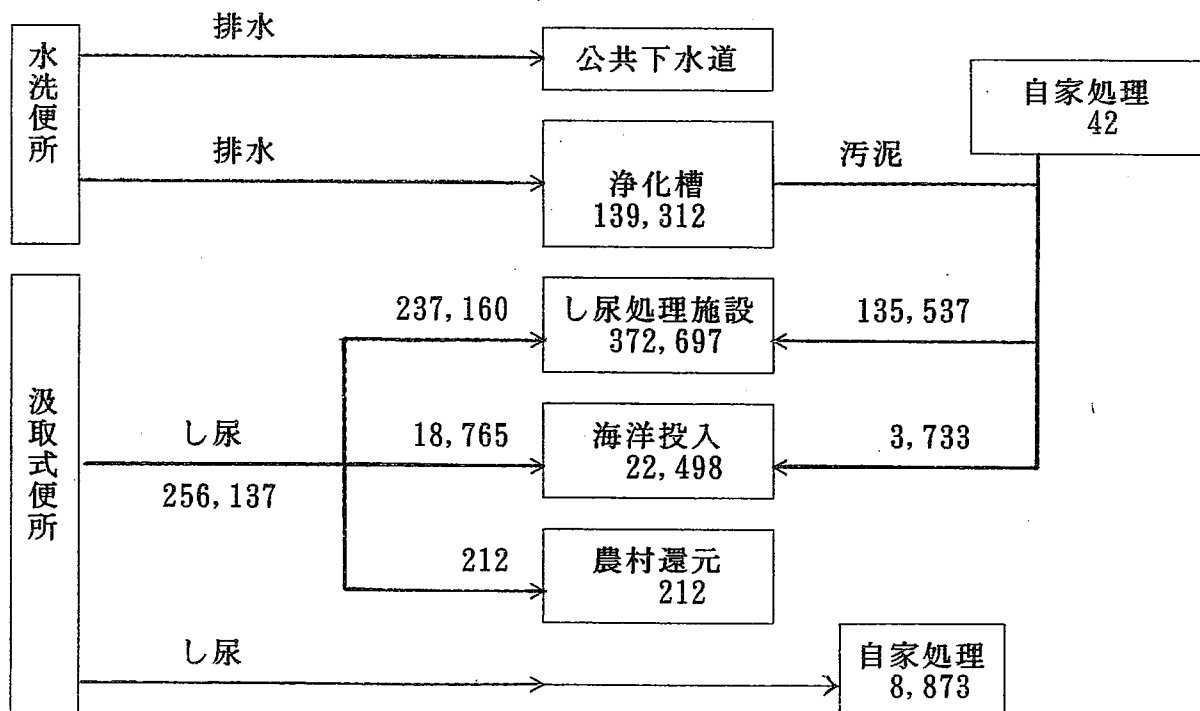 水洗便所
排水
公共下水道
排水
浄化槽
139,312
汚泥
自家処理
42
汲取式便所
し尿
256,137
237,160
し尿処理施設
372,697
135,537
18,765
海洋投入
22,498
3,733
212
農村還元
212
し尿
自家処理
8,873